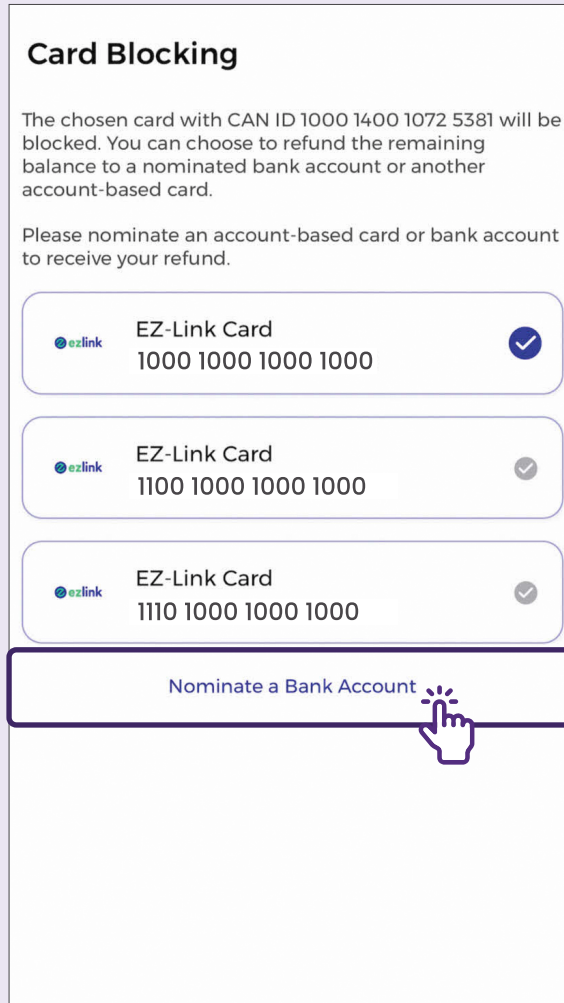 Card Blocking
The chosen card with CAN ID 1000 1400 1072 5381 will be
blocked. You can choose to refund the remaining
balance to a nominated bank account or another
account-based card.
Please nominate an account-based card or bank account
to receive your refund.
ezlink
EZ-Link Card
1000 1000 1000 1000
ezlink
EZ-Link Card
1100 1000 1000 1000
ezlink
EZ-Link Card
1110 1000 1000 1000
Nominate a Bank Account